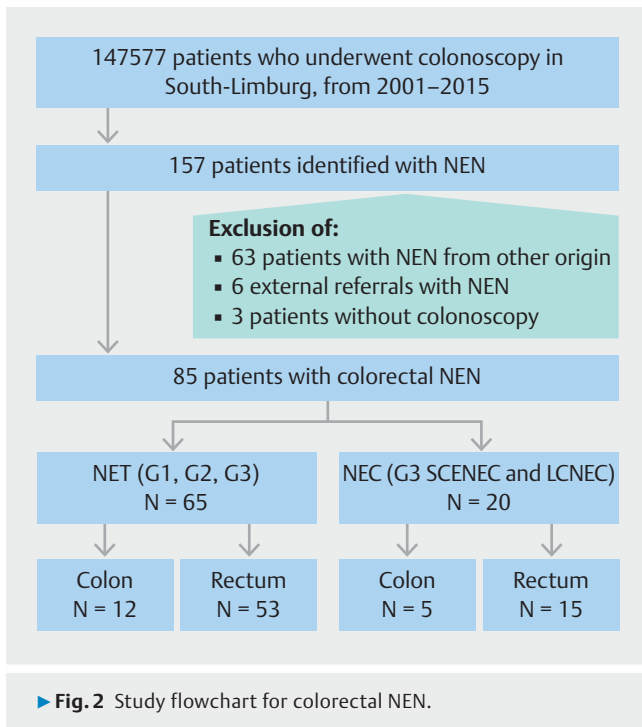 147577 patients who underwent colonoscopy in
South-Limburg, from 2001–2015
157 patients identified with NEN
Exclusion of:
▪ 63 patients with NEN from other origin
▪ 6 external referrals with NEN
▪ 3 patients without colonoscopy
85 patients with colorectal NEN
NET (G1, G2, G3)
N = 65
NEC (G3 SCENEC and LCNEC)
N = 20
Colon
N = 12
Rectum
N = 53
Colon
N = 5
Rectum
N = 15
▶ Fig. 2 Study flowchart for colorectal NEN.